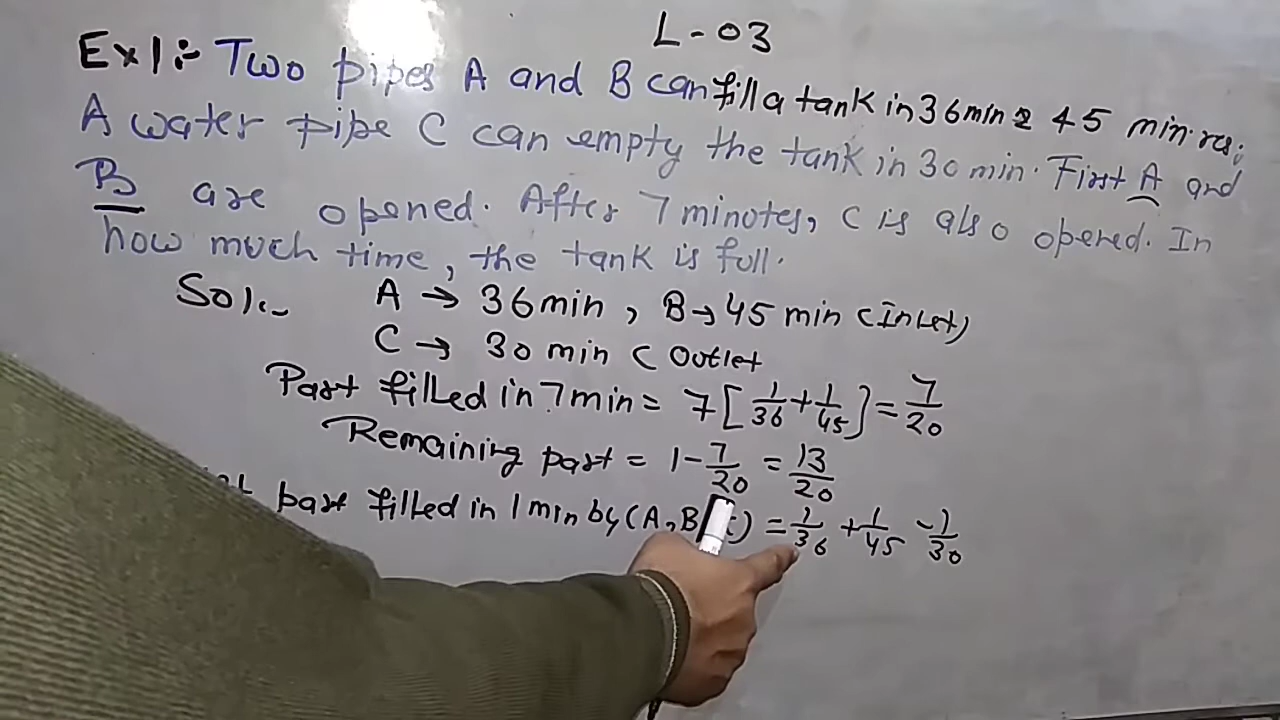 L-03
Ex1:- Two pipes A and B can fill a tank in 36 min & 45 min. res;
A water pipe C can empty the tank in 30 min. First A and
B are opened. After 7 minutes, C is also opened. In
how much time, the tank is full.
Sol:- A → 36 min, B → 45 min (Inlet)
C → 30 min ( Outlet
Part filled in 7 min = 7[1/36 + 1/45] = 7/20
Remaining part = 1 - 7/20 = 13/20
part filled in 1 min by (A, B, C) = 1/36 + 1/45 - 1/30